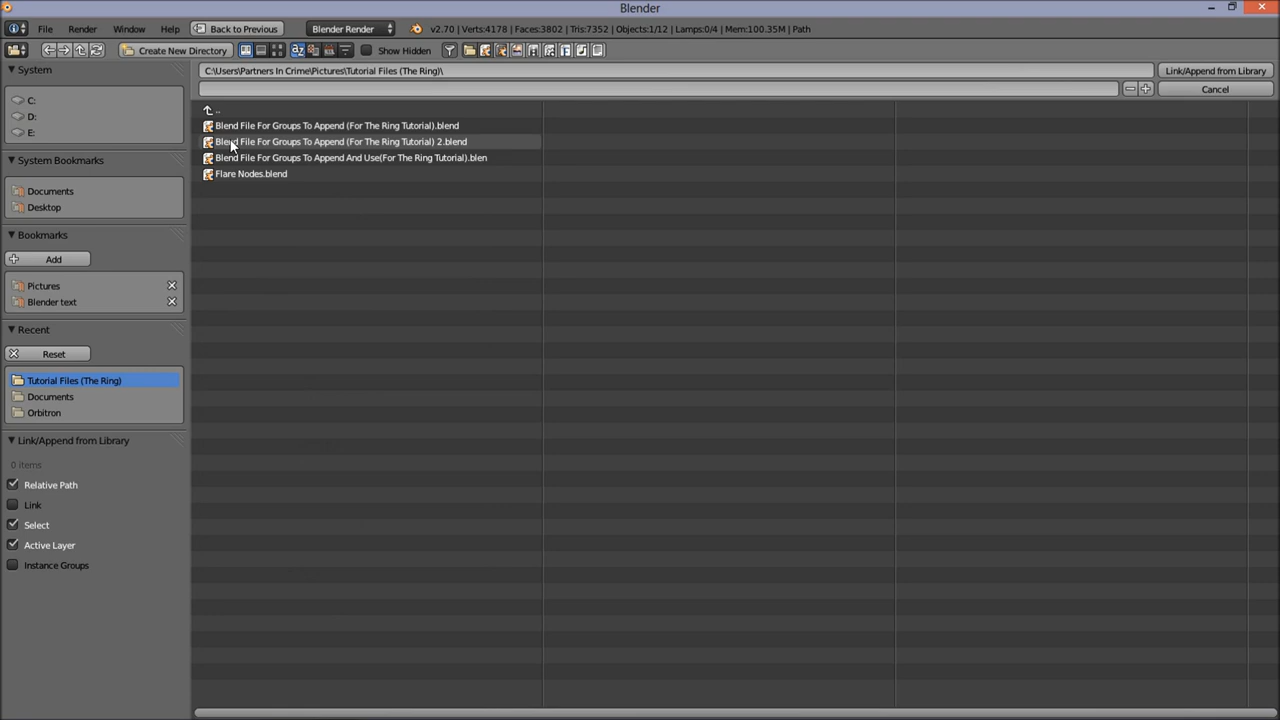 Blender
File Render Window Help Back to Previous Blender Render v2.70 | Verts:4178 | Faces:3802 | Tris:7352 | Objects:1/12 | Lamps:0/4 | Mem:100.35M | Path
Create New Directory Show Hidden
System
C:\Users\Partners In Crime\Pictures\Tutorial Files (The Ring)\
Link/Append from Library
Cancel
C:
D:
E:
System Bookmarks
Documents
Desktop
Bookmarks
Add
Pictures
Blender text
Recent
Reset
Tutorial Files (The Ring)
Documents
Orbitron
Link/Append from Library
0 items
Relative Path
Link
Select
Active Layer
Instance Groups
..
Blend File For Groups To Append (For The Ring Tutorial).blend
Blend File For Groups To Append (For The Ring Tutorial) 2.blend
Blend File For Groups To Append And Use(For The Ring Tutorial).blen
Flare Nodes.blend